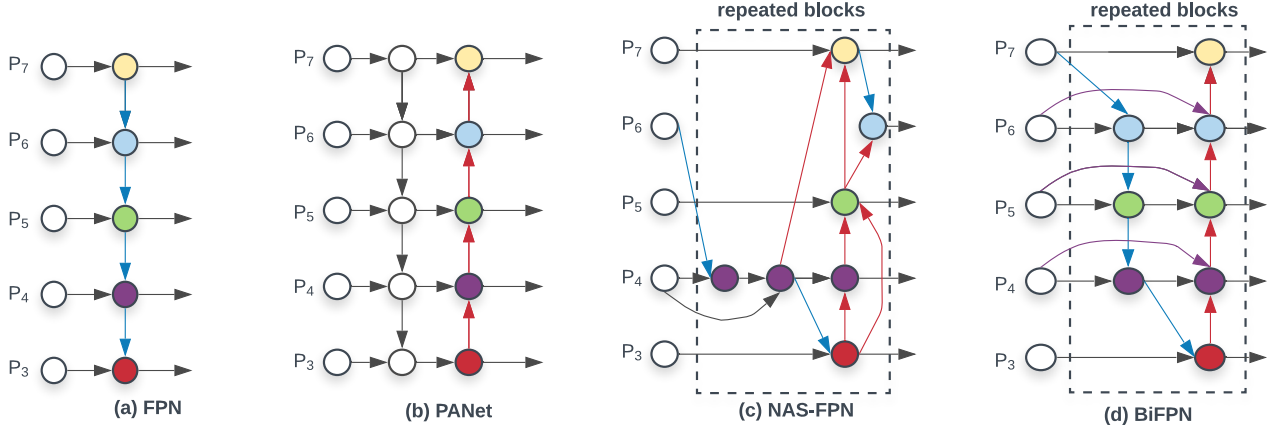 repeated blocks
repeated blocks
P7
P6
P5
P4
P3
(a) FPN
P7
P6
P5
P4
P3
(b) PANet
P7
P6
P5
P4
P3
(c) NAS-FPN
P7
P6
P5
P4
P3
(d) BiFPN